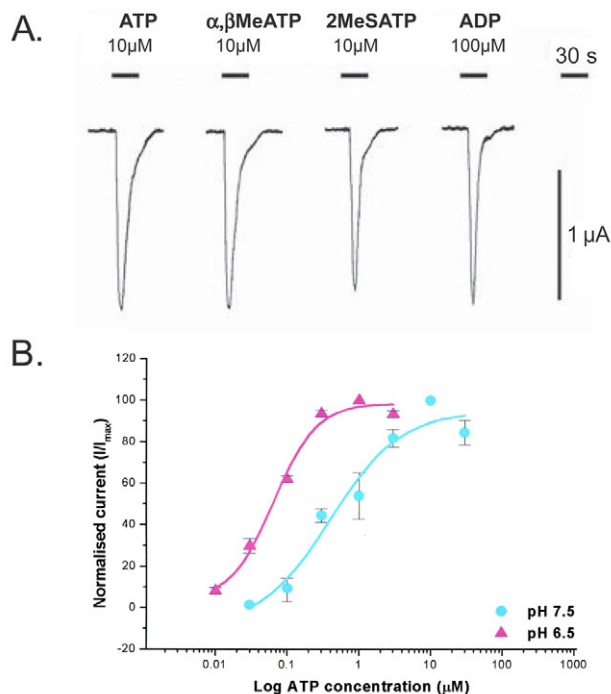 A.
ATP α,βMeATP 2MeSATP ADP
10μM 10μM 10μM 100μM 30 s
1 μA
B.
120
100
80
60
40
20
0
-20
Normalised current (I/Imax)
pH 7.5
pH 6.5
0.01 0.1 1 10 100 1000
Log ATP concentration (μM)